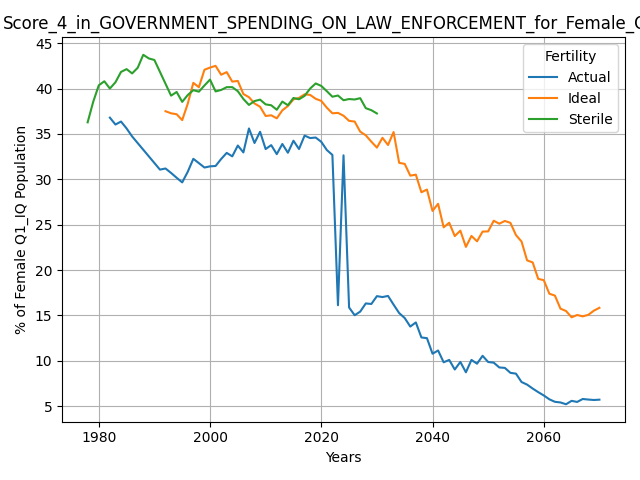 Score_4_in_GOVERNMENT_SPENDING_ON_LAW_ENFORCEMENT_for_Female_
Fertility
Actual
Ideal
Sterile
% of Female Q1_IQ Population
45
40
35
30
25
20
15
10
5
1980 2000 2020 2040 2060
Years